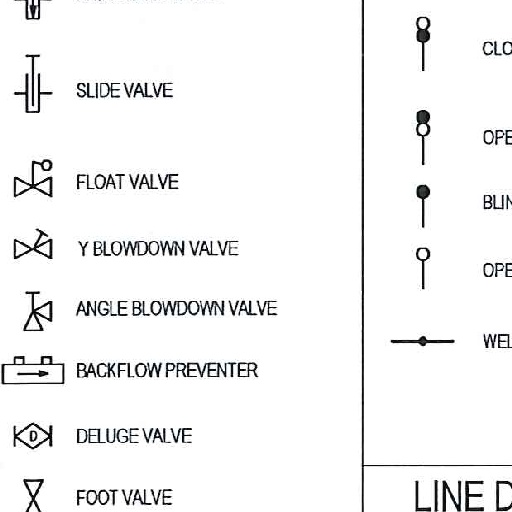 SLIDE VALVE
FLOAT VALVE
Y BLOWDOWN VALVE
ANGLE BLOWDOWN VALVE
BACKFLOW PREVENTER
D
DELUGE VALVE
FOOT VALVE
CLO
OPE
BLIN
OPE
WEL
LINE D